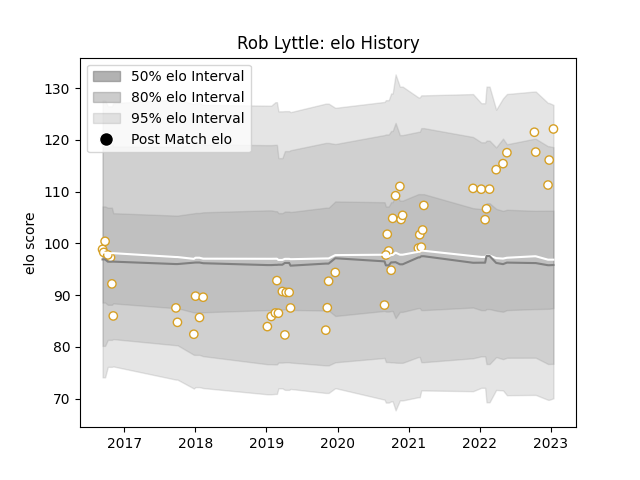 Rob Lyttle: elo History
50% elo Interval
80% elo Interval
95% elo Interval
Post Match elo
elo score
130
120
110
100
90
80
70
2017 2018 2019 2020 2021 2022 2023